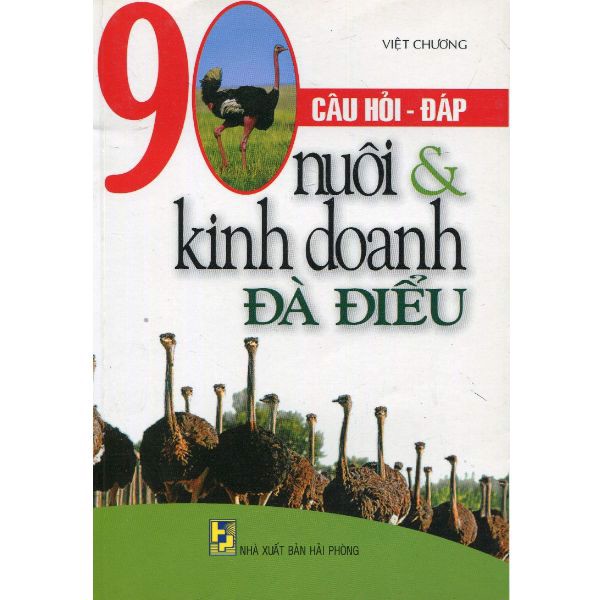 VIỆT CHƯƠNG
90
CÂU HỎI - ĐÁP
nuôi &
kinh doanh
ĐÀ ĐIỂU
NHÀ XUẤT BẢN HẢI PHÒNG